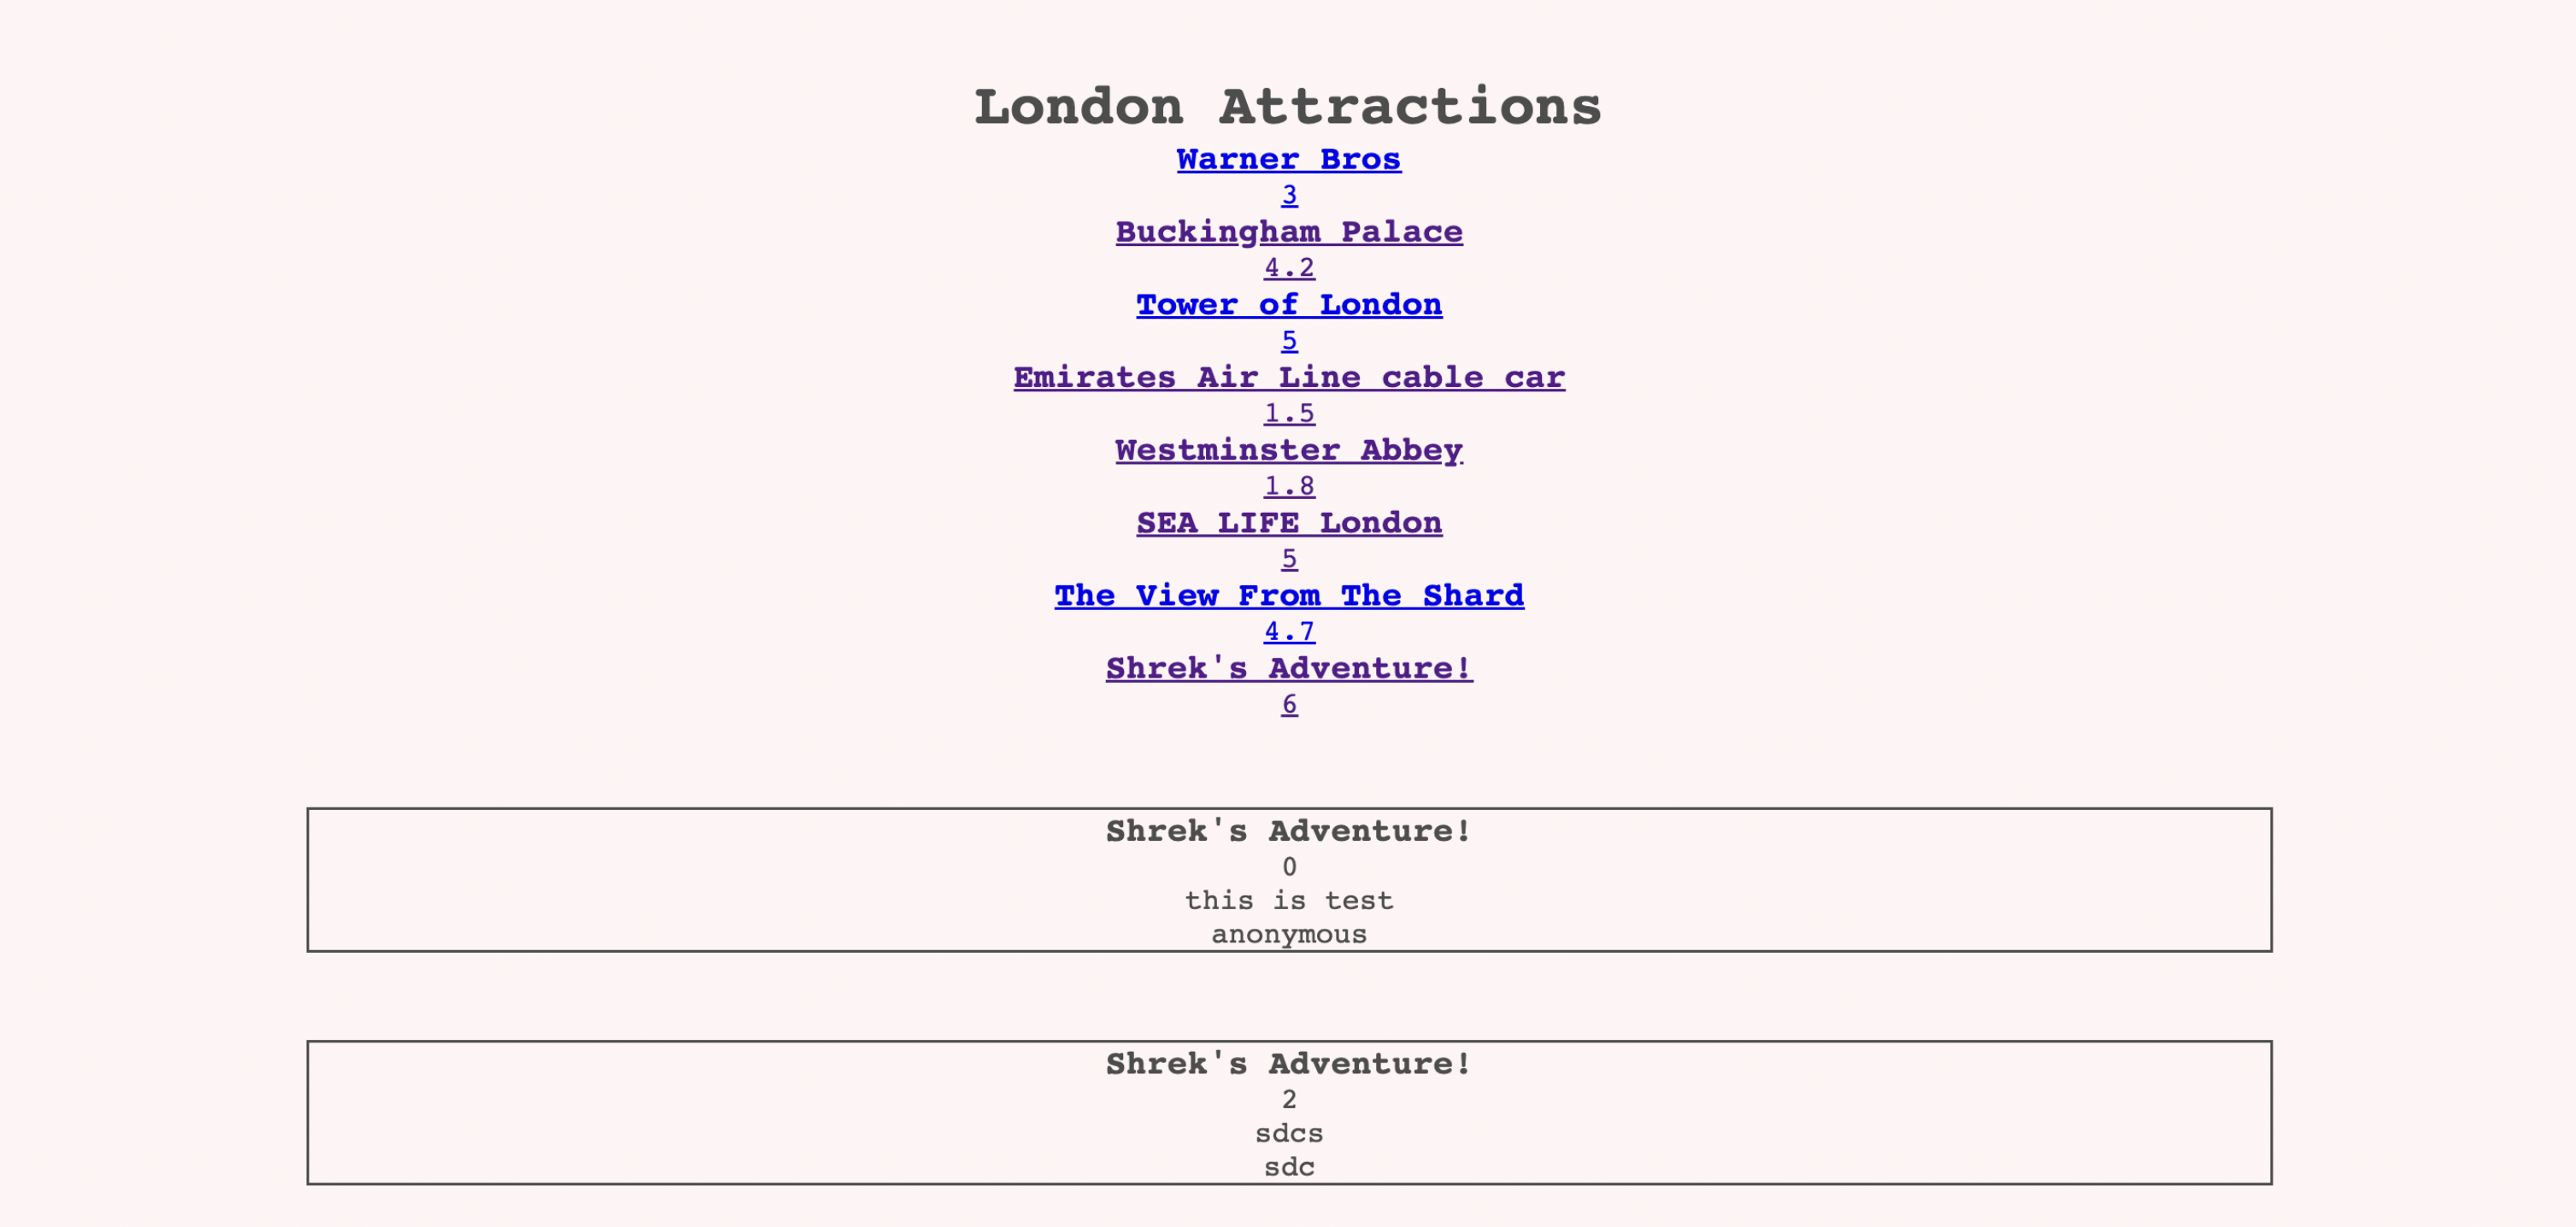 London Attractions
Warner Bros
3
Buckingham Palace
4.2
Tower of London
5
Emirates Air Line cable car
1.5
Westminster Abbey
1.8
SEA LIFE London
5
The View From The Shard
4.7
Shrek's Adventure!
6
Shrek's Adventure!
0
this is test
anonymous
Shrek's Adventure!
2
sdcs
sdc